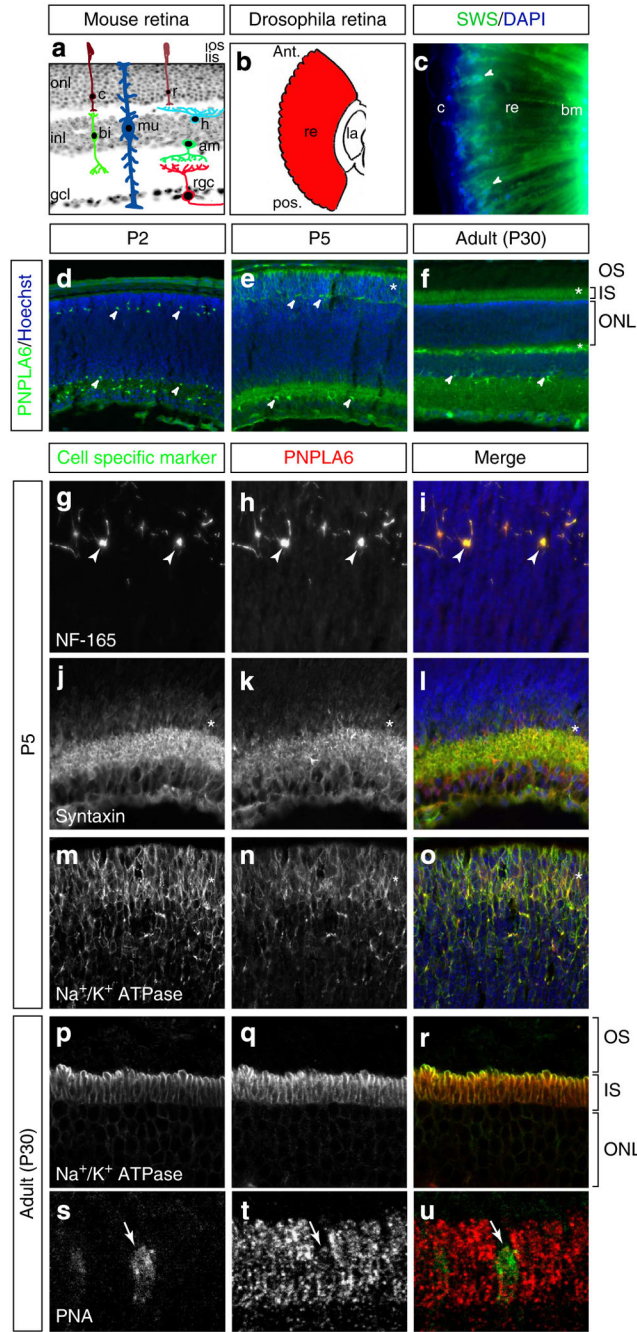 Mouse retina
Drosophila retina
SWS/DAPI
a
os
is
onl
c
r
h
inl
bi
mu
am
rgc
gcl
b
Ant.
re
la
pos.
c
c
re
bm
P2
P5
Adult (P30)
PNPLA6/Hoechst
d
e
*
f
OS
IS
*
ONL
*
Cell specific marker
PNPLA6
Merge
P5
g
NF-165
h
i
j
*
Syntaxin
k
*
l
*
m
*
Na+/K+ ATPase
n
*
o
*
Adult (P30)
p
Na+/K+ ATPase
q
r
OS
IS
ONL
s
PNA
t
u